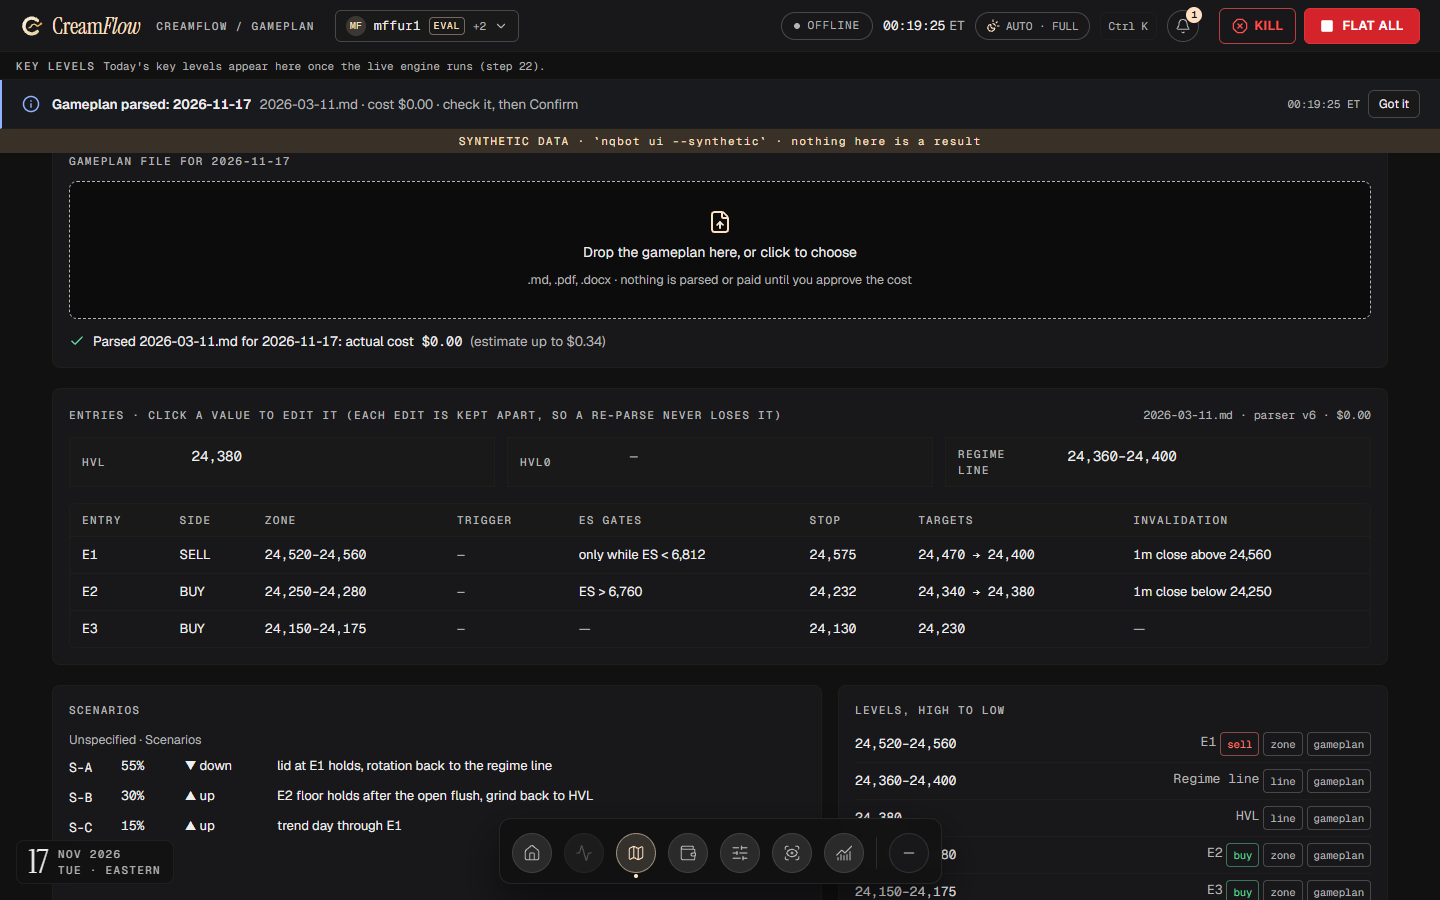 CreamFlow CREAMFLOW / GAMEPLAN MF mffur1 EVAL +2 OFFLINE 00:19:25 ET AUTO · FULL Ctrl K 1 KILL FLAT ALL
KEY LEVELS Today's key levels appear here once the live engine runs (step 22).
Gameplan parsed: 2026-11-17 2026-03-11.md · cost $0.00 · check it, then Confirm 00:19:25 ET Got it
SYNTHETIC DATA · `nqbot ui --synthetic` · nothing here is a result
GAMEPLAN FILE FOR 2026-11-17
Drop the gameplan here, or click to choose
.md, .pdf, .docx · nothing is parsed or paid until you approve the cost
Parsed 2026-03-11.md for 2026-11-17: actual cost $0.00 (estimate up to $0.34)
ENTRIES · CLICK A VALUE TO EDIT IT (EACH EDIT IS KEPT APART, SO A RE-PARSE NEVER LOSES IT) 2026-03-11.md · parser v6 · $0.00
HVL 24,380 HVL0 — REGIME LINE 24,360–24,400
ENTRY SIDE ZONE TRIGGER ES GATES STOP TARGETS INVALIDATION
E1 SELL 24,520–24,560 — only while ES < 6,812 24,575 24,470 → 24,400 1m close above 24,560
E2 BUY 24,250–24,280 — ES > 6,760 24,232 24,340 → 24,380 1m close below 24,250
E3 BUY 24,150–24,175 — — 24,130 24,230 —
SCENARIOS
Unspecified · Scenarios
S-A 55% ▼ down lid at E1 holds, rotation back to the regime line
S-B 30% ▲ up E2 floor holds after the open flush, grind back to HVL
S-C 15% ▲ up trend day through E1
LEVELS, HIGH TO LOW
24,520–24,560 E1 sell zone gameplan
24,360–24,400 Regime line line gameplan
24,380 HVL line gameplan
80 E2 buy zone gameplan
24,150–24,175 E3 buy zone gameplan
17 NOV 2026
TUE · EASTERN